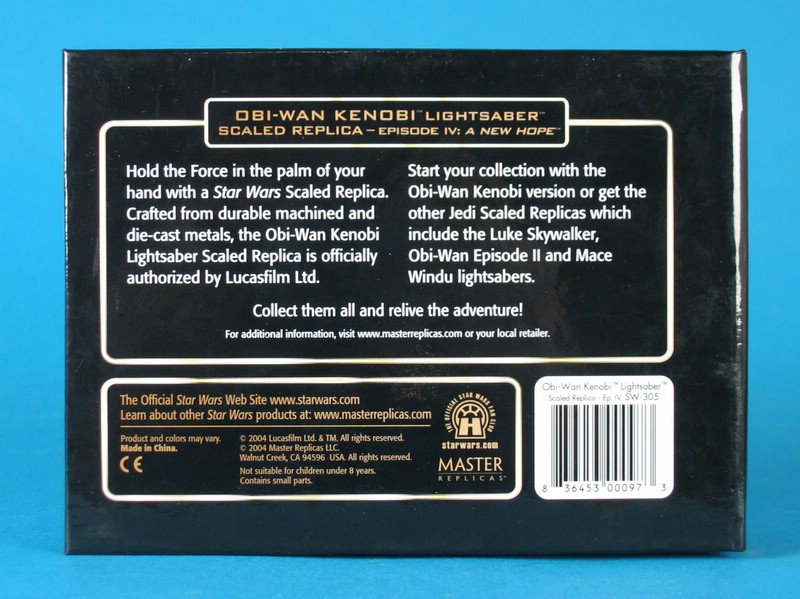 OBI-WAN KENOBI™ LIGHTSABER™
SCALED REPLICA – EPISODE IV: A NEW HOPE™
Hold the Force in the palm of your
hand with a Star Wars Scaled Replica.
Crafted from durable machined and
die-cast metals, the Obi-Wan Kenobi
Lightsaber Scaled Replica is officially
authorized by Lucasfilm Ltd.
Start your collection with the
Obi-Wan Kenobi version or get the
other Jedi Scaled Replicas which
include the Luke Skywalker,
Obi-Wan Episode II and Mace
Windu lightsabers.
Collect them all and relive the adventure!
For additional information, visit www.masterreplicas.com or your local retailer.
The Official Star Wars Web Site www.starwars.com
Learn about other Star Wars products at: www.masterreplicas.com
Product and colors may vary.
Made in China.
CE
© 2004 Lucasfilm Ltd. & TM. All rights reserved.
© 2004 Master Replicas LLC.
Walnut Creek, CA 94596 USA. All rights reserved.
Not suitable for children under 8 years.
Contains small parts.
THE OFFICIAL STAR WARS FAN CLUB
starwars.com
MASTER
REPLICAS™
Obi-Wan Kenobi™ Lightsaber™
Scaled Replica - Ep. IV SW-305
8 36453 00097 3